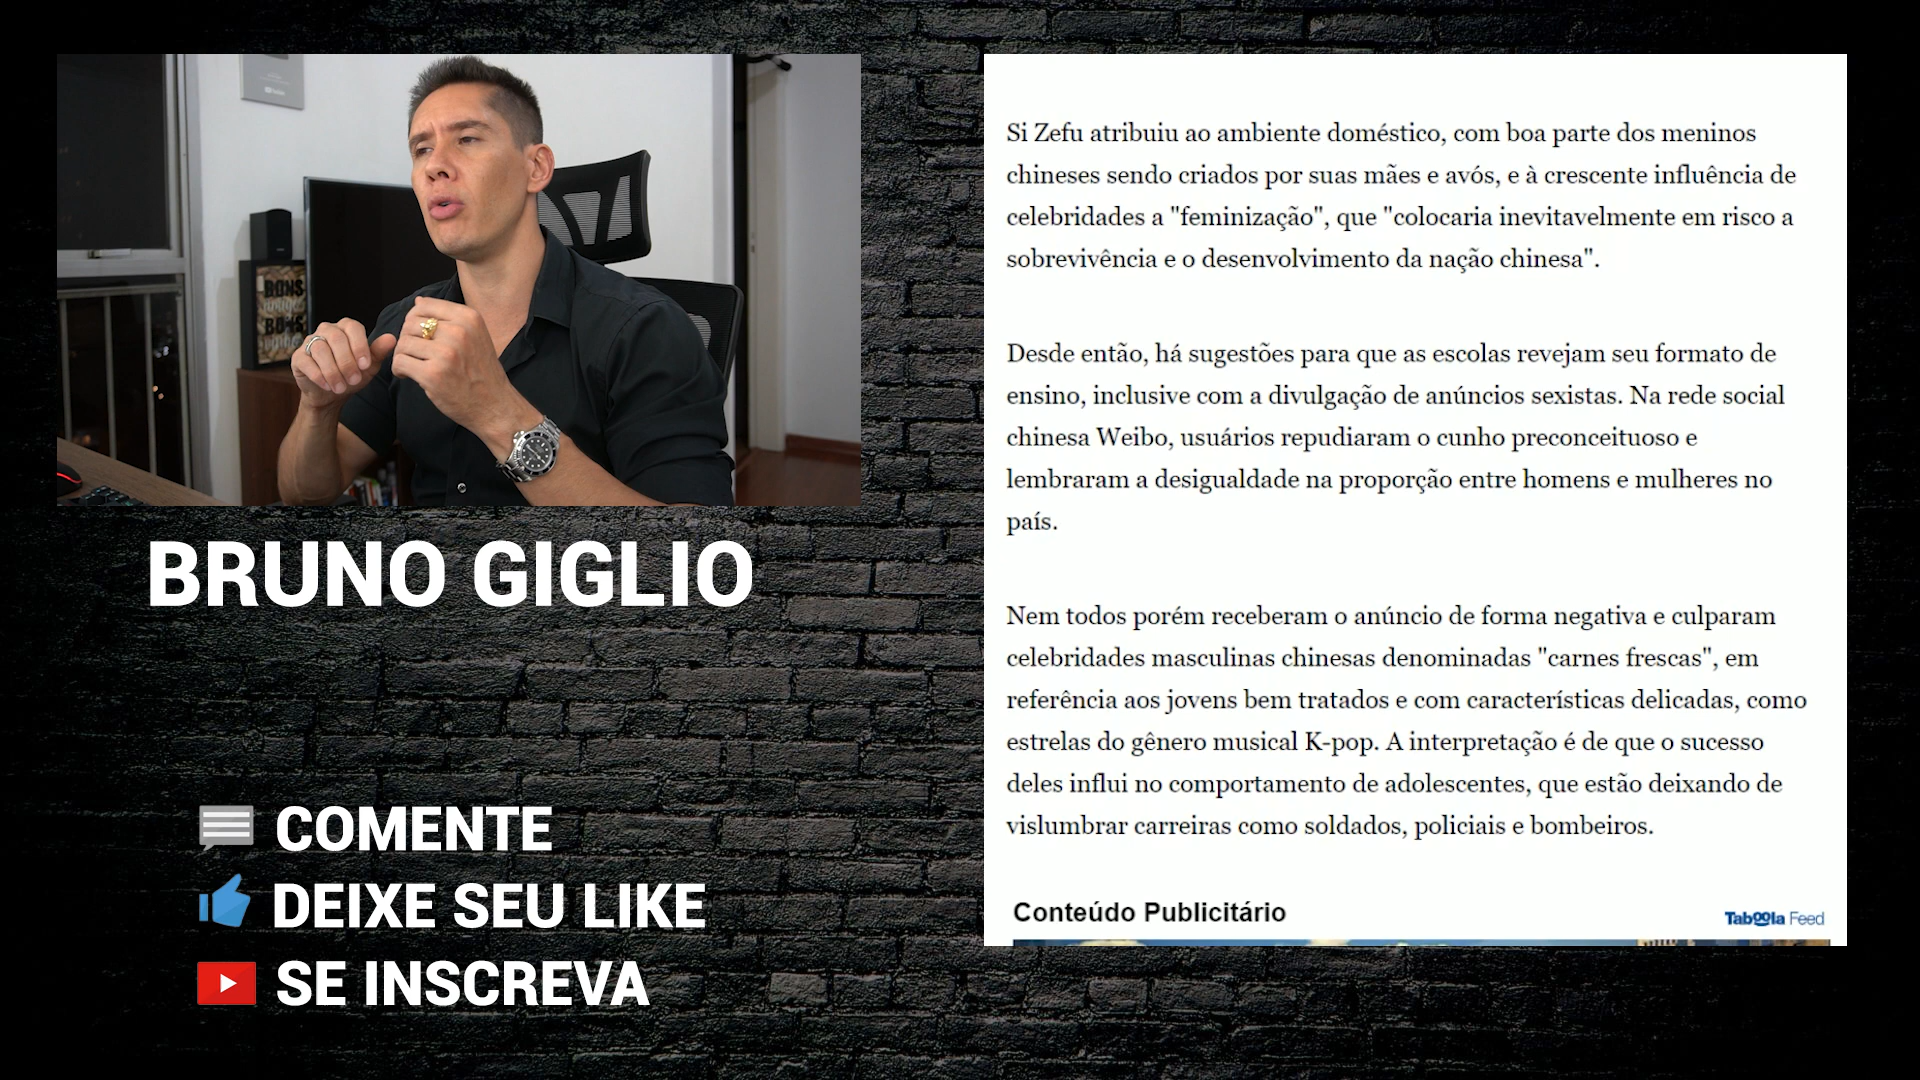 Si Zefu atribuiu ao ambiente doméstico, com boa parte dos meninos
chineses sendo criados por suas mães e avós, e à crescente influência de
celebridades a "feminização", que "colocaria inevitavelmente em risco a
sobrevivência e o desenvolvimento da nação chinesa".
Desde então, há sugestões para que as escolas revejam seu formato de
ensino, inclusive com a divulgação de anúncios sexistas. Na rede social
chinesa Weibo, usuários repudiaram o cunho preconceituoso e
lembraram a desigualdade na proporção entre homens e mulheres no
país.
Nem todos porém receberam o anúncio de forma negativa e culparam
celebridades masculinas chinesas denominadas "carnes frescas", em
referência aos jovens bem tratados e com características delicadas, como
estrelas do gênero musical K-pop. A interpretação é de que o sucesso
deles influi no comportamento de adolescentes, que estão deixando de
vislumbrar carreiras como soldados, policiais e bombeiros.
Conteúdo Publicitário
Taboola Feed
BRUNO GIGLIO
COMENTE
DEIXE SEU LIKE
SE INSCREVA